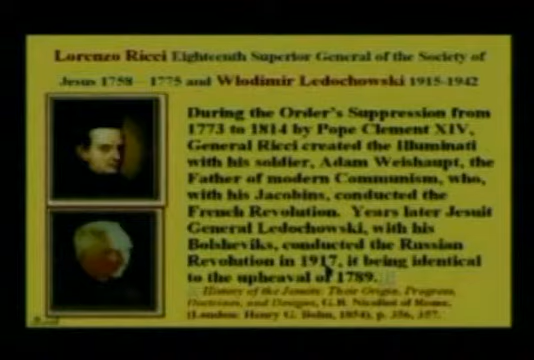 Lorenzo Ricci Eighteenth Superior General of the Society of
Jesus 1758 – 1775 and Wlodimir Ledochowski 1915-1942
During the Order's Suppression from
1773 to 1814 by Pope Clement XIV,
General Ricci created the Illuminati
with his soldier, Adam Weishaupt, the
Father of modern Communism, who,
with his Jacobins, conducted the
French Revolution. Years later Jesuit
General Ledochowski, with his
Bolsheviks, conducted the Russian
Revolution in 1917, it being identical
to the upheaval of 1789.
History of the Jesuits: Their Origin, Progress,
Doctrines, and Designs, G.B. Nicolini of Rome,
(London: Henry G. Bohn, 1854), p. 356, 357.